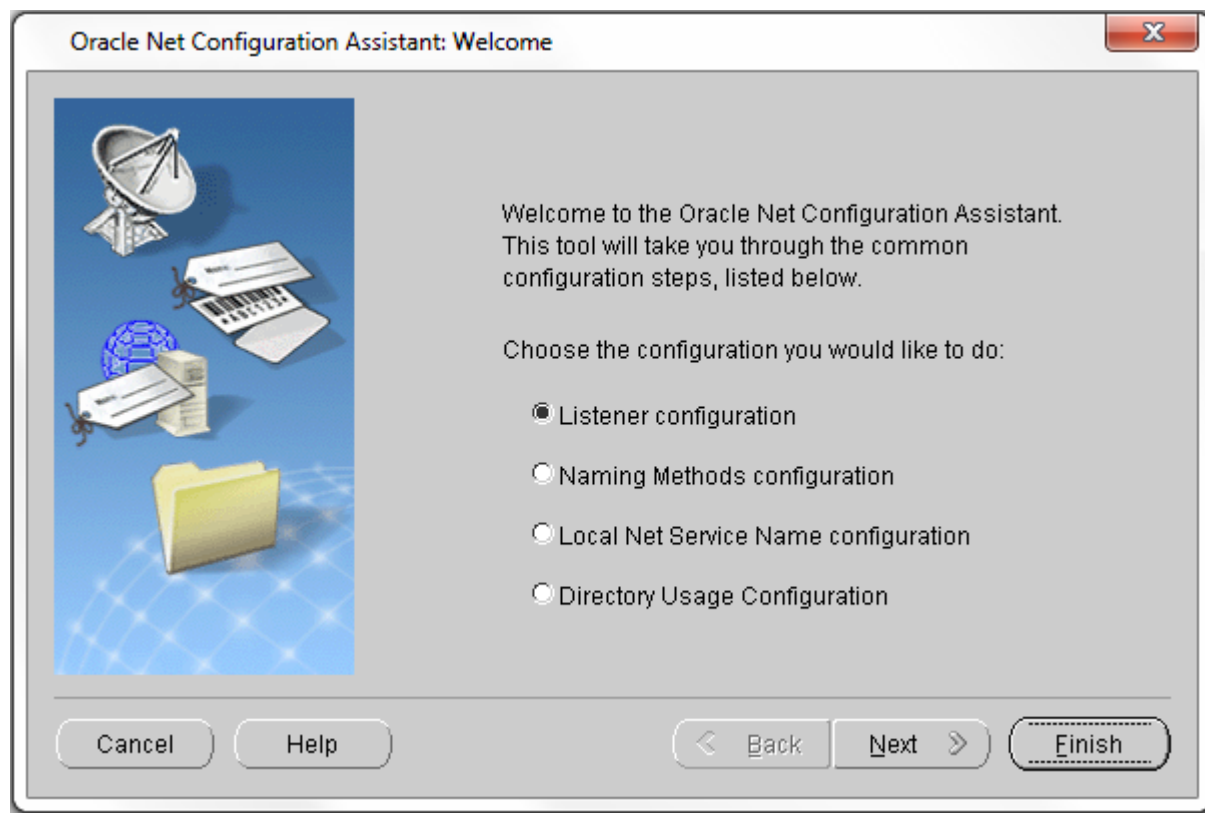 Oracle Net Configuration Assistant: Welcome
Welcome to the Oracle Net Configuration Assistant.
This tool will take you through the common
configuration steps, listed below.
Choose the configuration you would like to do:
Listener configuration
Naming Methods configuration
Local Net Service Name configuration
Directory Usage Configuration
Cancel
Help
Back
Next
Finish